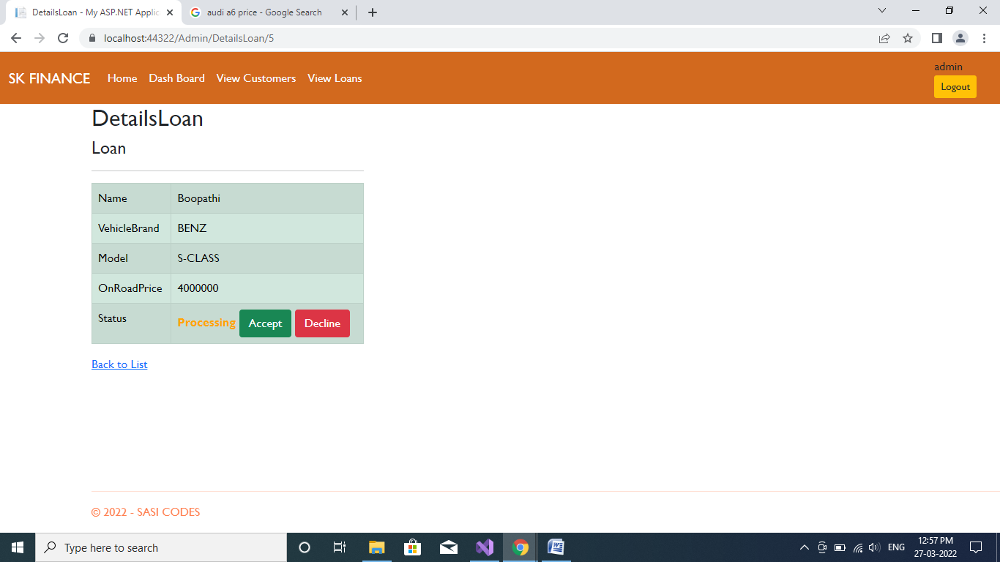 DetailsLoan - My ASP.NET Applic
audi a6 price - Google Search
localhost:44322/Admin/DetailsLoan/5
SK FINANCE Home Dash Board View Customers View Loans
admin
Logout
DetailsLoan
Loan
Name Boopathi
VehicleBrand BENZ
Model S-CLASS
OnRoadPrice 4000000
Status Processing Accept Decline
Back to List
© 2022 - SASI CODES
Type here to search
ENG
12:57 PM
27-03-2022